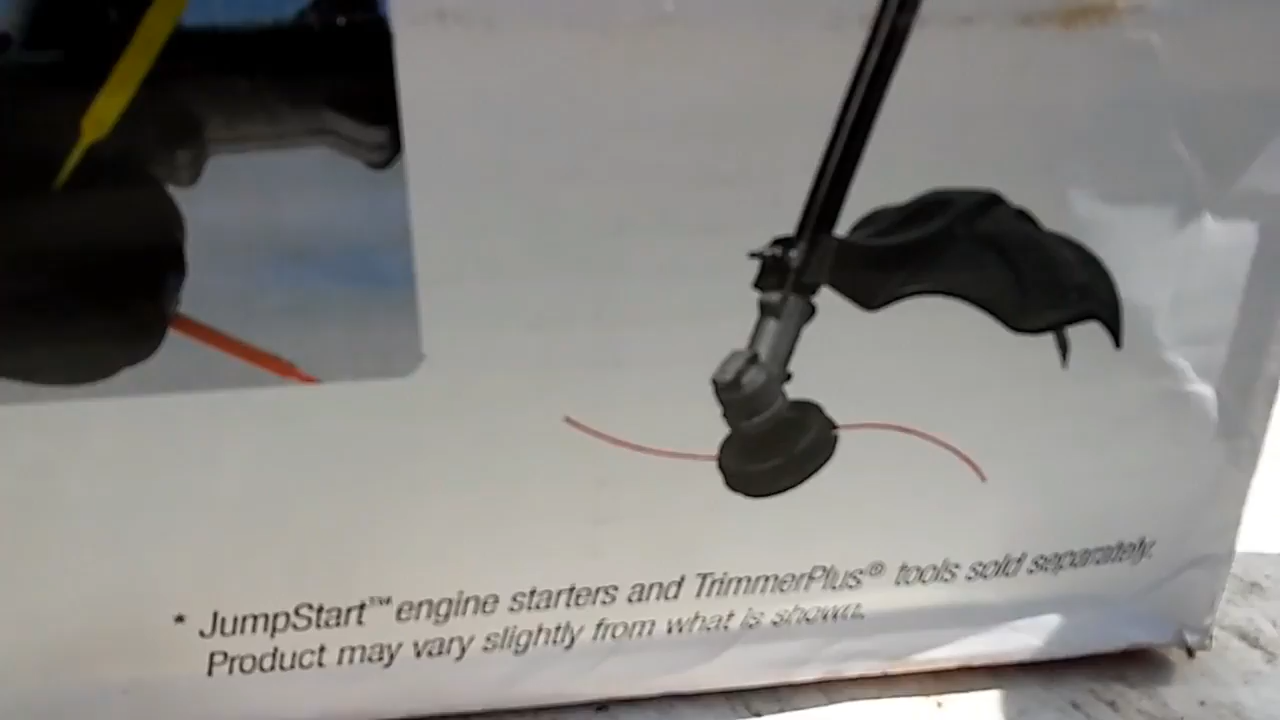 * JumpStart™ engine starters and TrimmerPlus® tools sold separately.
Product may vary slightly from what is shown.